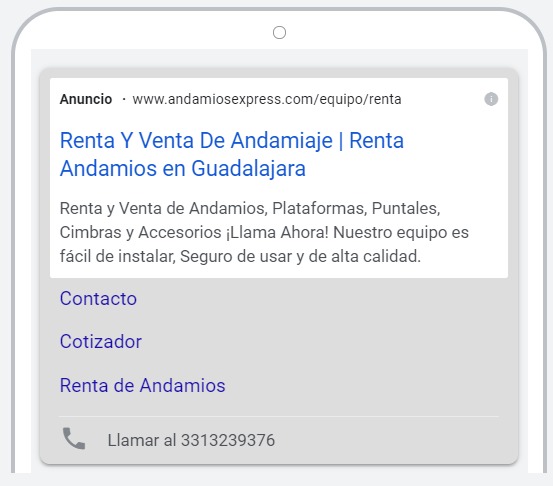 Anuncio · www.andamiosexpress.com/equipo/renta
Renta Y Venta De Andamiaje | Renta
Andamios en Guadalajara
Renta y Venta de Andamios, Plataformas, Puntales,
Cimbras y Accesorios ¡Llama Ahora! Nuestro equipo es
fácil de instalar, Seguro de usar y de alta calidad.
Contacto
Cotizador
Renta de Andamios
Llamar al 3313239376